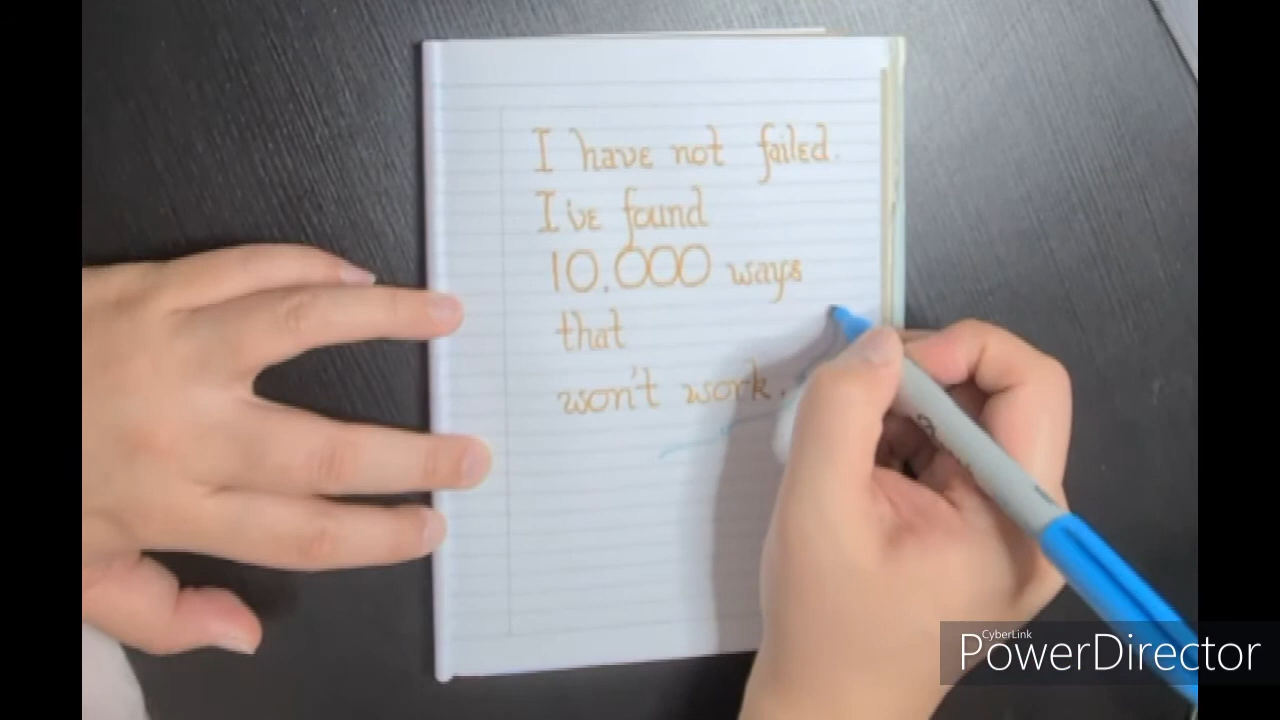 I have not failed.
I've found
10.000 ways
that
won't work.
CyberLink
PowerDirector